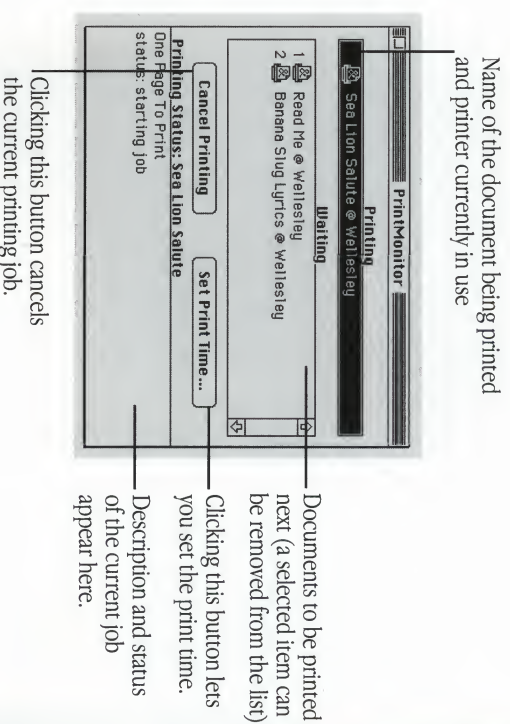 Name of the document being printed
and printer currently in use
PrintMonitor
Printing
Sea Lion Salute @ Wellesley
Waiting
1 Read Me @ Wellesley
2 Banana Slug Lyrics @ Wellesley
Cancel Printing
Set Print Time...
Printing Status: Sea Lion Salute
One Page To Print
status: starting job
Documents to be printed
next (a selected item can
be removed from the list)
Clicking this button lets
you set the print time.
Description and status
of the current job
appear here.
Clicking this button cancels
the current printing job.